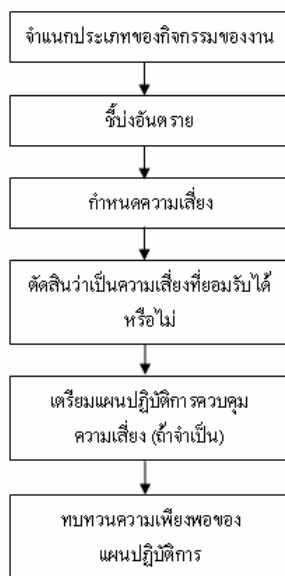 จำแนกประเภทของกิจกรรมของงาน
ชี้บ่งอันตราย
กำหนดความเสี่ยง
ตัดสินว่าเป็นความเสี่ยงที่ยอมรับได้
หรือไม่
เตรียมแผนปฏิบัติการควบคุม
ความเสี่ยง (ถ้าจำเป็น)
ทบทวนความเพียงพอของ
แผนปฏิบัติการ